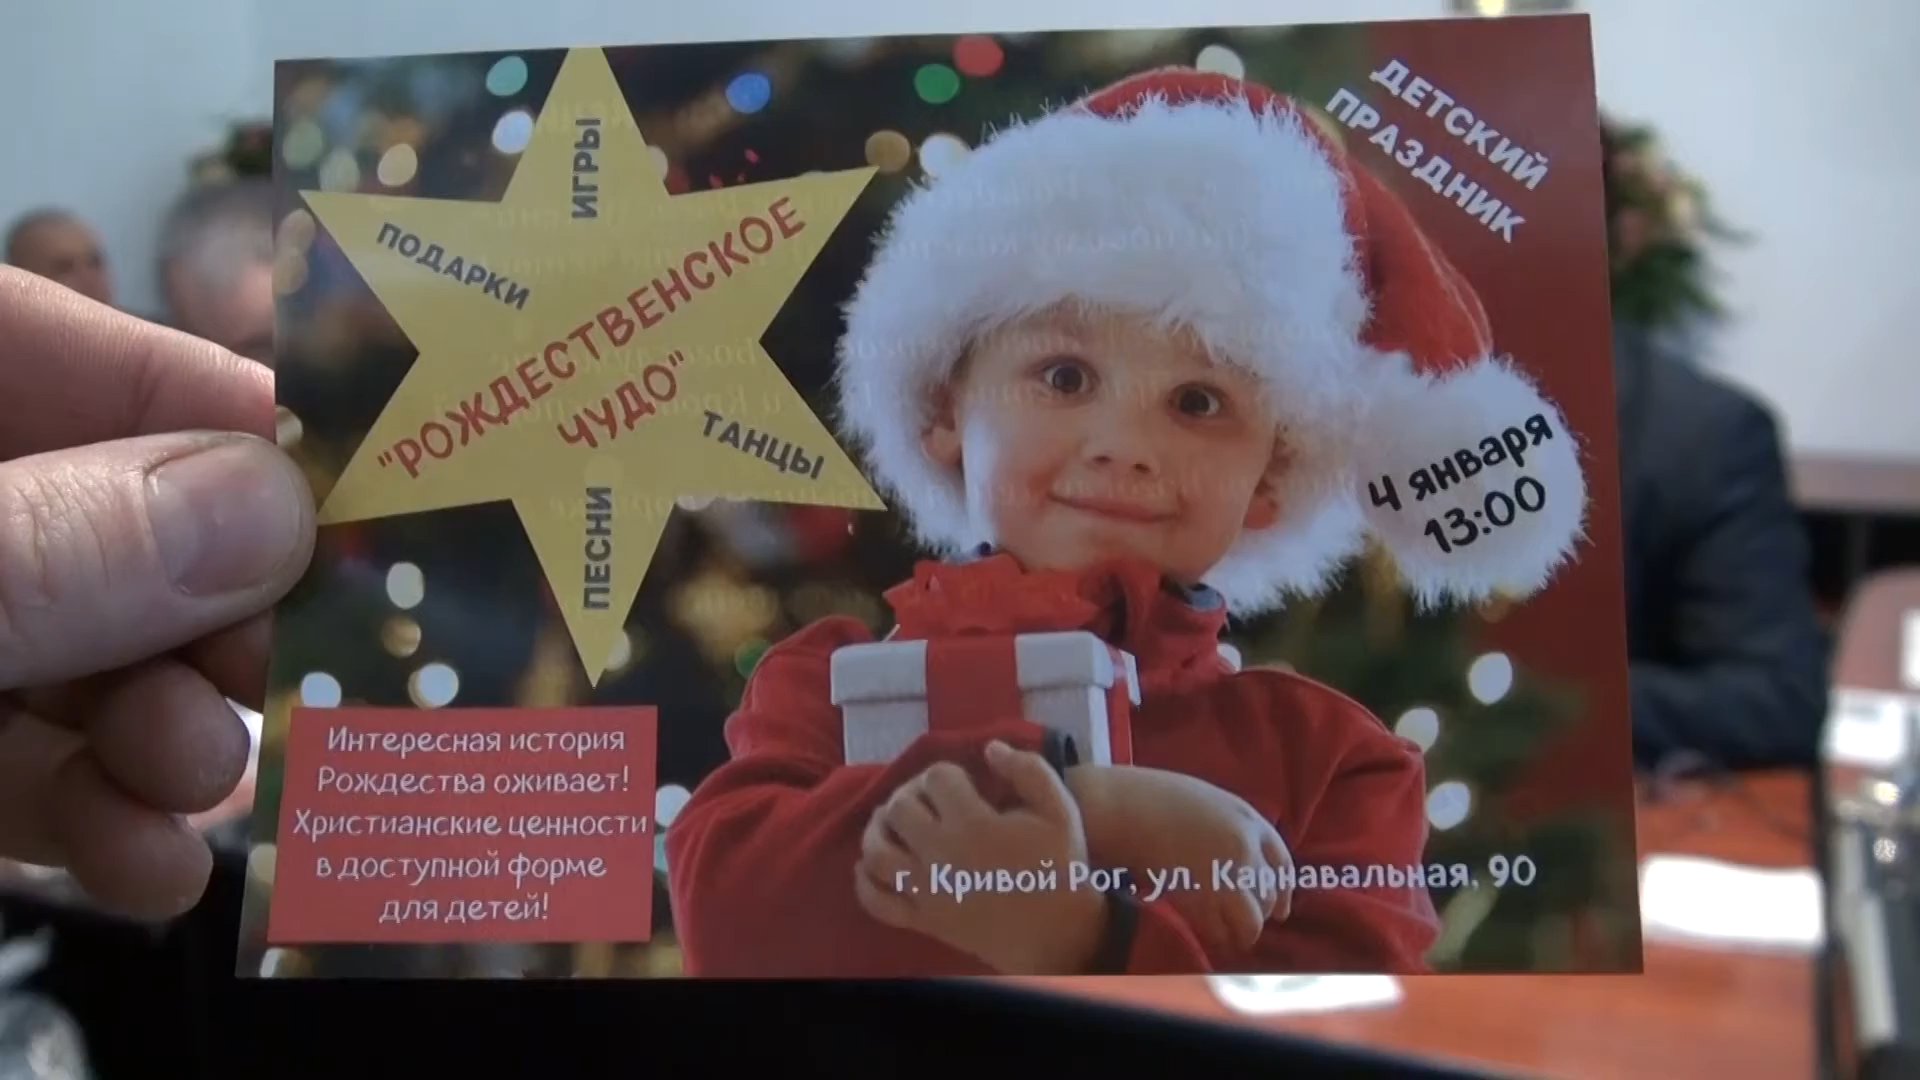 ДЕТСКИЙ
ПРАЗДНИК
ИГРЫ
ПОДАРКИ
"РОЖДЕСТВЕНСКОЕ
ЧУДО"
ТАНЦЫ
ПЕСНИ
4 января
13:00
Интересная история
Рождества оживает!
Христианские ценности
в доступной форме
для детей!
г. Кривой Рог, ул. Карнавальная, 90